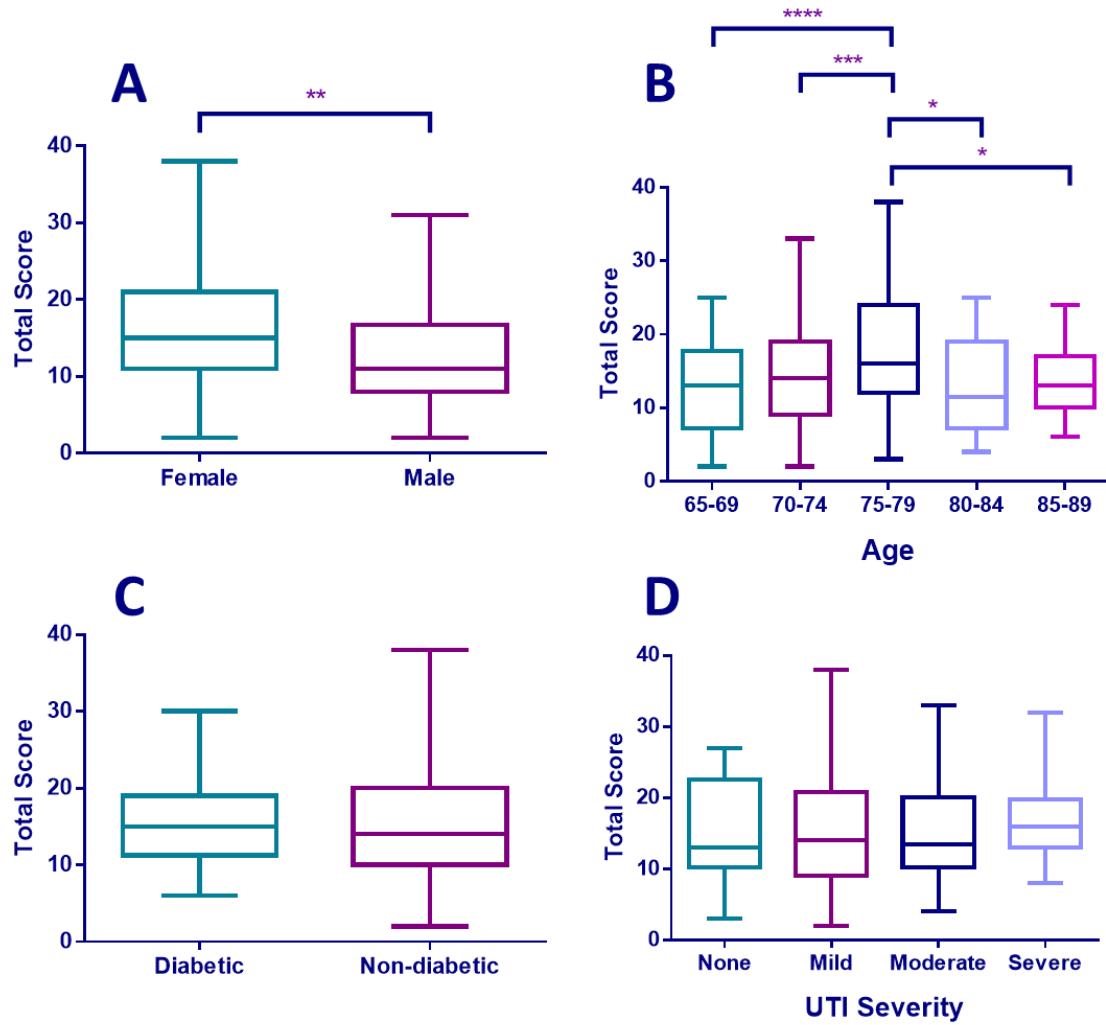 A
**
Total Score
40
30
20
10
0
Female Male
B
****
***
*
*
Total Score
40
30
20
10
0
65-69 70-74 75-79 80-84 85-89
Age
C
Total Score
40
30
20
10
0
Diabetic Non-diabetic
D
Total Score
40
30
20
10
0
None Mild Moderate Severe
UTI Severity